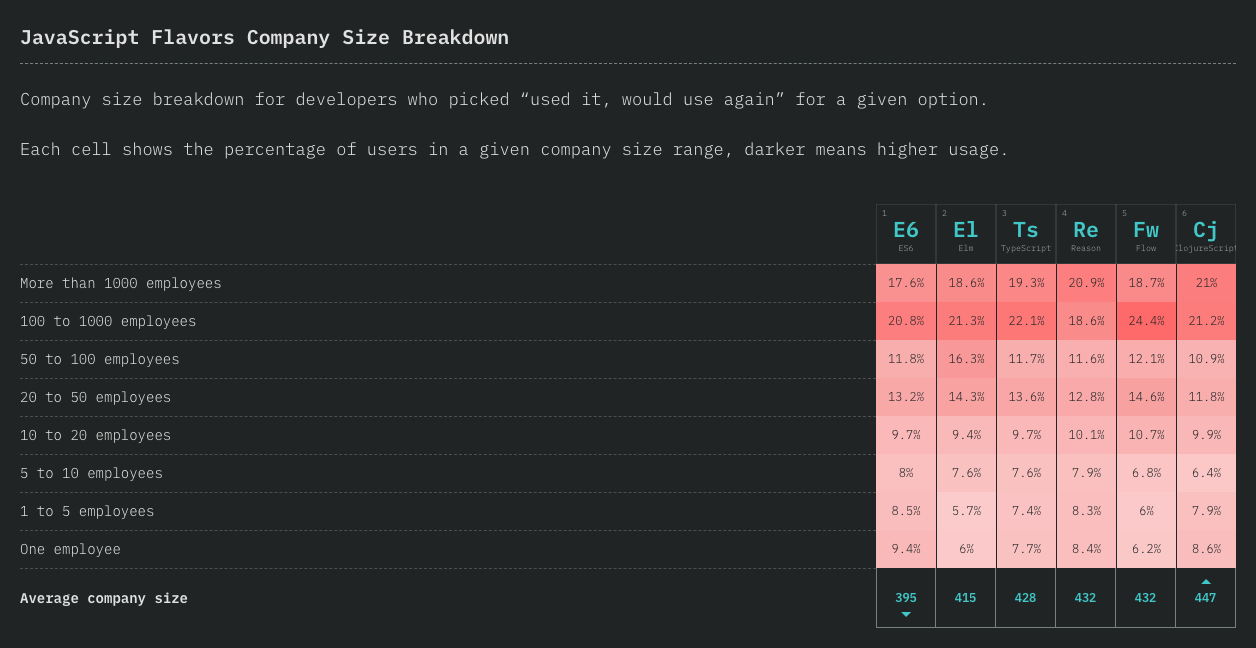 JavaScript Flavors Company Size Breakdown
Company size breakdown for developers who picked “used it, would use again” for a given option.
Each cell shows the percentage of users in a given company size range, darker means higher usage.
1 2 3 4 5 6
E6 El Ts Re Fw Cj
ES6 Elm TypeScript Reason Flow lojureScript
More than 1000 employees 17.6% 18.6% 19.3% 20.9% 18.7% 21%
100 to 1000 employees 20.8% 21.3% 22.1% 18.6% 24.4% 21.2%
50 to 100 employees 11.8% 16.3% 11.7% 11.6% 12.1% 10.9%
20 to 50 employees 13.2% 14.3% 13.6% 12.8% 14.6% 11.8%
10 to 20 employees 9.7% 9.4% 9.7% 10.1% 10.7% 9.9%
5 to 10 employees 8% 7.6% 7.6% 7.9% 6.8% 6.4%
1 to 5 employees 8.5% 5.7% 7.4% 8.3% 6% 7.9%
One employee 9.4% 6% 7.7% 8.4% 6.2% 8.6%
Average company size 395 415 428 432 432 447